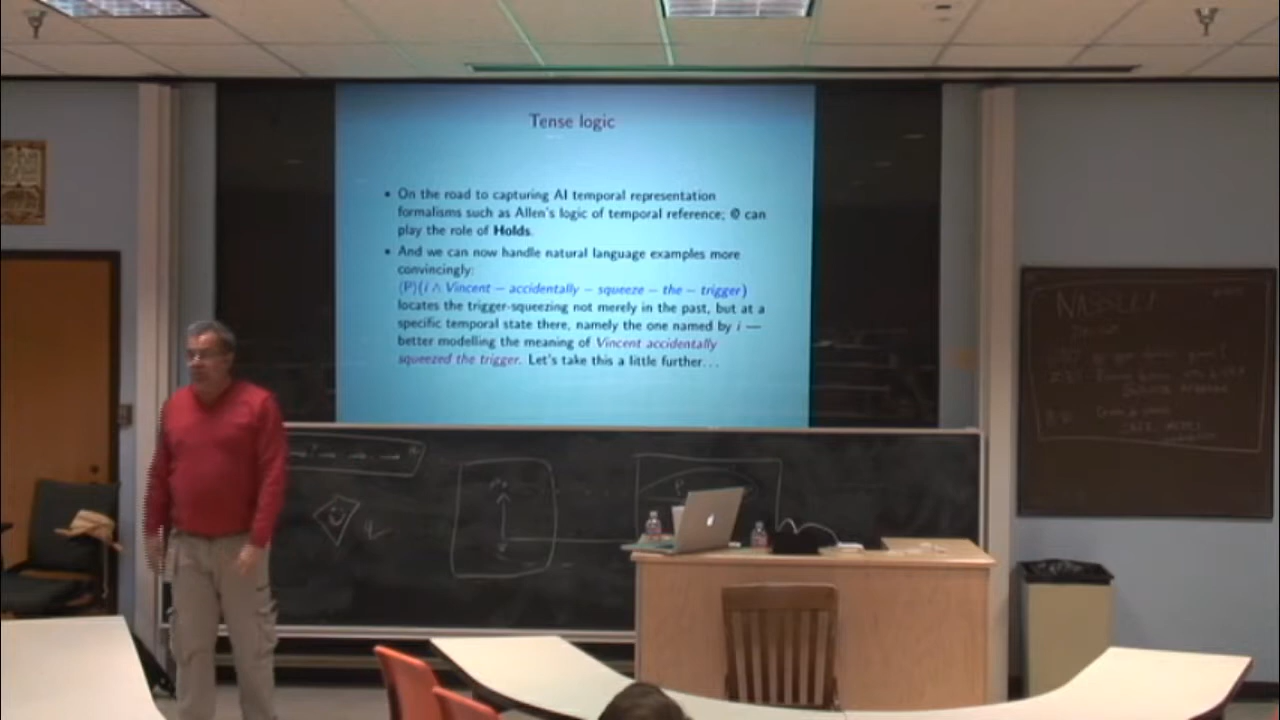 Tense logic
• On the road to capturing AI temporal representation
formalisms such as Allen's logic of temporal reference; @ can
play the role of Holds.
• And we can now handle natural language examples more
convincingly:
⟨P⟩(i ∧ Vincent − accidentally − squeeze − the − trigger)
locates the trigger-squeezing not merely in the past, but at a
specific temporal state there, namely the one named by i —
better modelling the meaning of Vincent accidentally
squeezed the trigger. Let's take this a little further...
NASSLLI